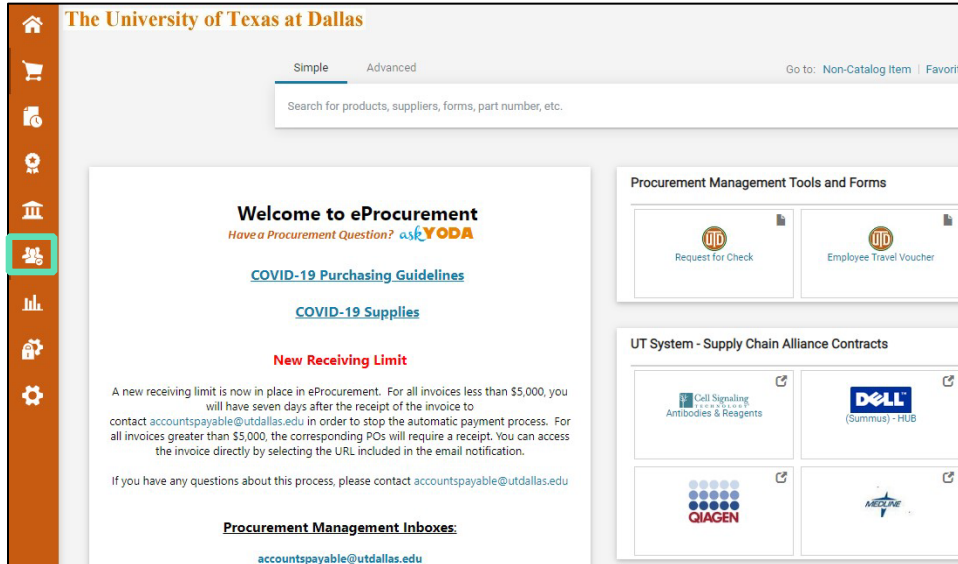 The University of Texas at Dallas
Simple Advanced
Go to: Non-Catalog Item | Favorit
Search for products, suppliers, forms, part number, etc.
Welcome to eProcurement
Have a Procurement Question? ask YODA
COVID-19 Purchasing Guidelines
COVID-19 Supplies
New Receiving Limit
A new receiving limit is now in place in eProcurement. For all invoices less than $5,000, you
will have seven days after the receipt of the invoice to
contact accountspayable@utdallas.edu in order to stop the automatic payment process. For
all invoices greater than $5,000, the corresponding POs will require a receipt. You can access
the invoice directly by selecting the URL included in the email notification.
If you have any questions about this process, please contact accountspayable@utdallas.edu
Procurement Management Inboxes:
accountspayable@utdallas.edu
Procurement Management Tools and Forms
UTD
Request for Check
UTD
Employee Travel Voucher
UT System - Supply Chain Alliance Contracts
Cell Signaling
TECHNOLOGY
Antibodies & Reagents
DELL
(Summus) - HUB
QIAGEN
MEDLINE